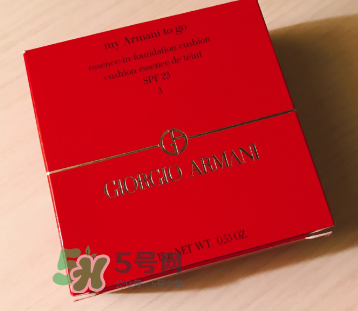 my Armani to go
essence-in-foundation cushion
cushion essence de teint
SPF 23
3
GIORGIO ARMANI
NET WT. 0.53 OZ.
5号网